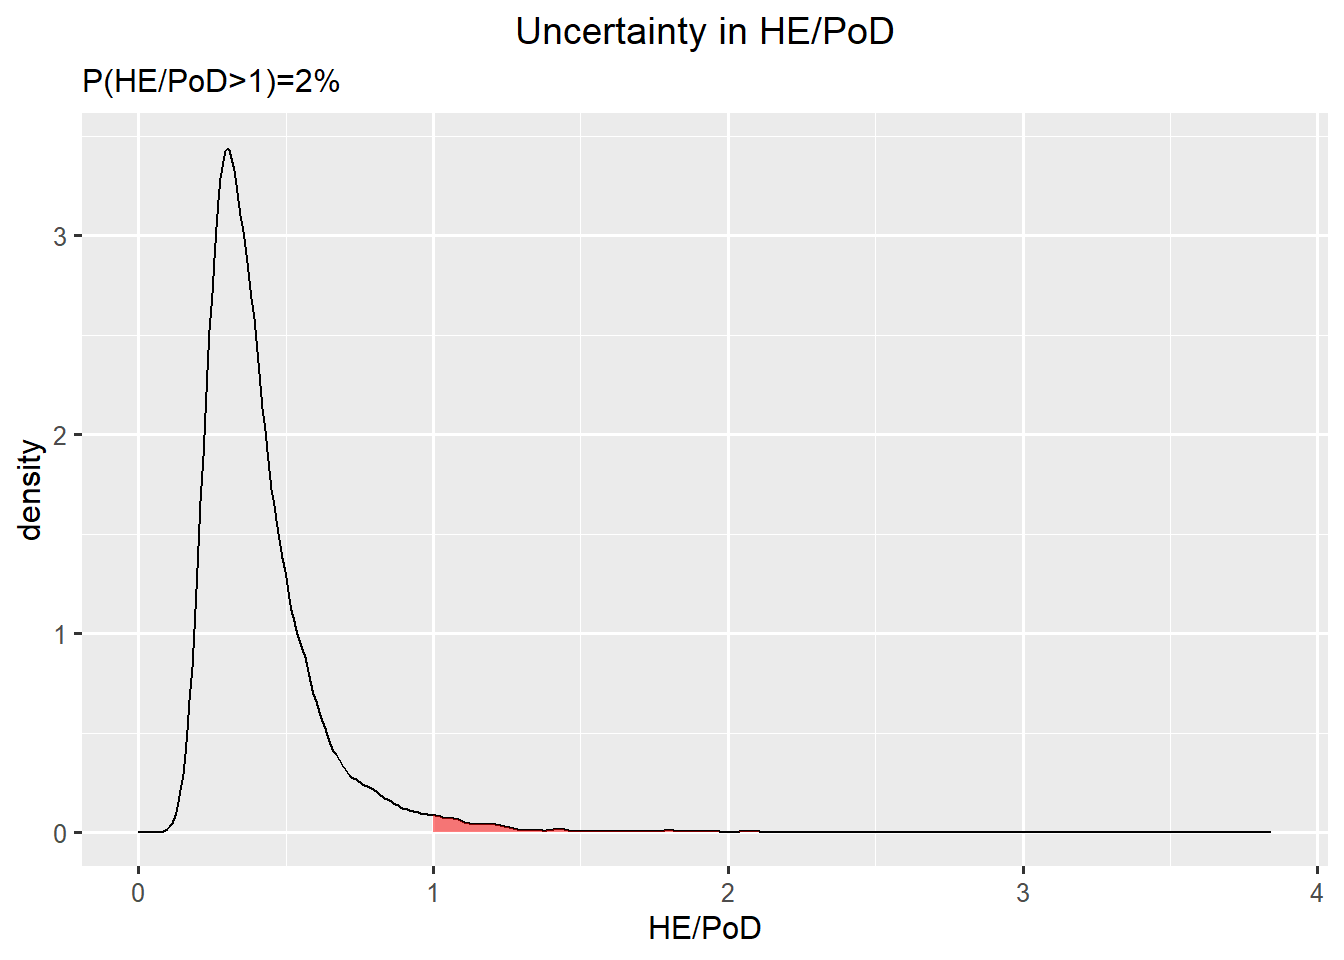 Uncertainty in HE/PoD
P(HE/PoD>1)=2%
3
2
1
0
density
0 1 2 3 4
HE/PoD